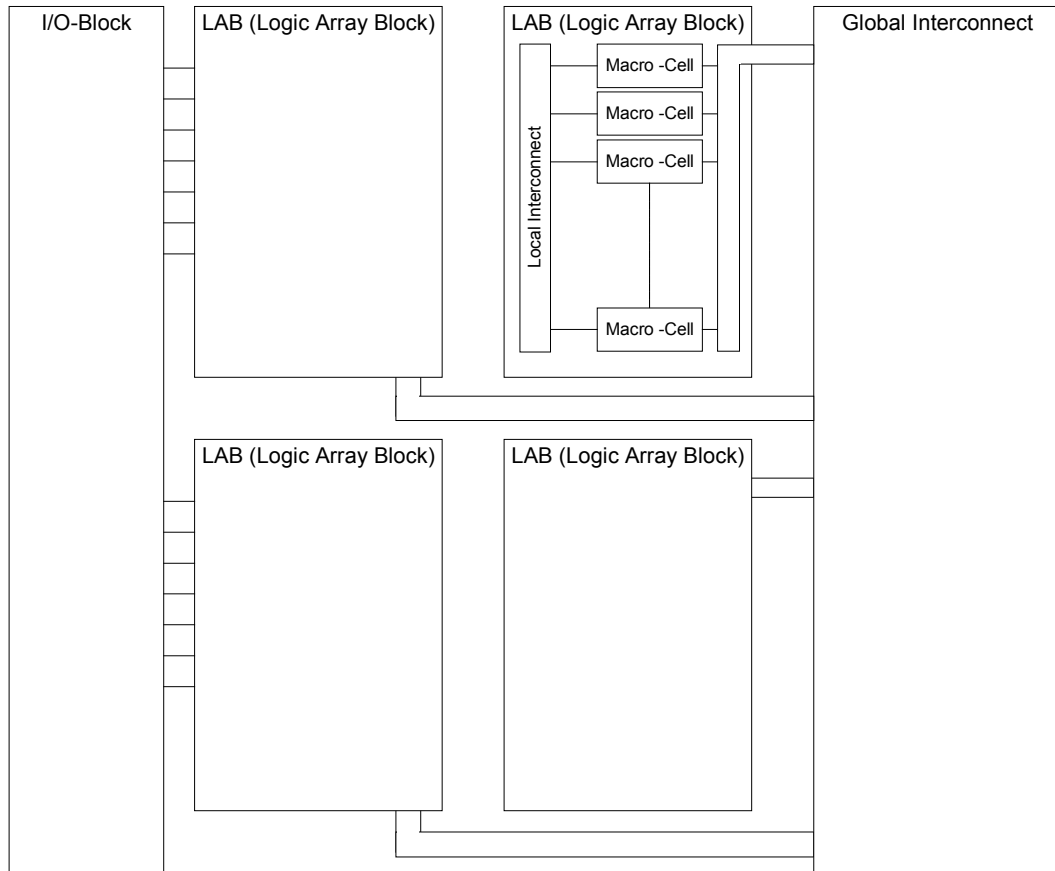 I/O-Block
LAB (Logic Array Block)
LAB (Logic Array Block)
Global Interconnect
Local Interconnect
Macro -Cell
Macro -Cell
Macro -Cell
Macro -Cell
LAB (Logic Array Block)
LAB (Logic Array Block)